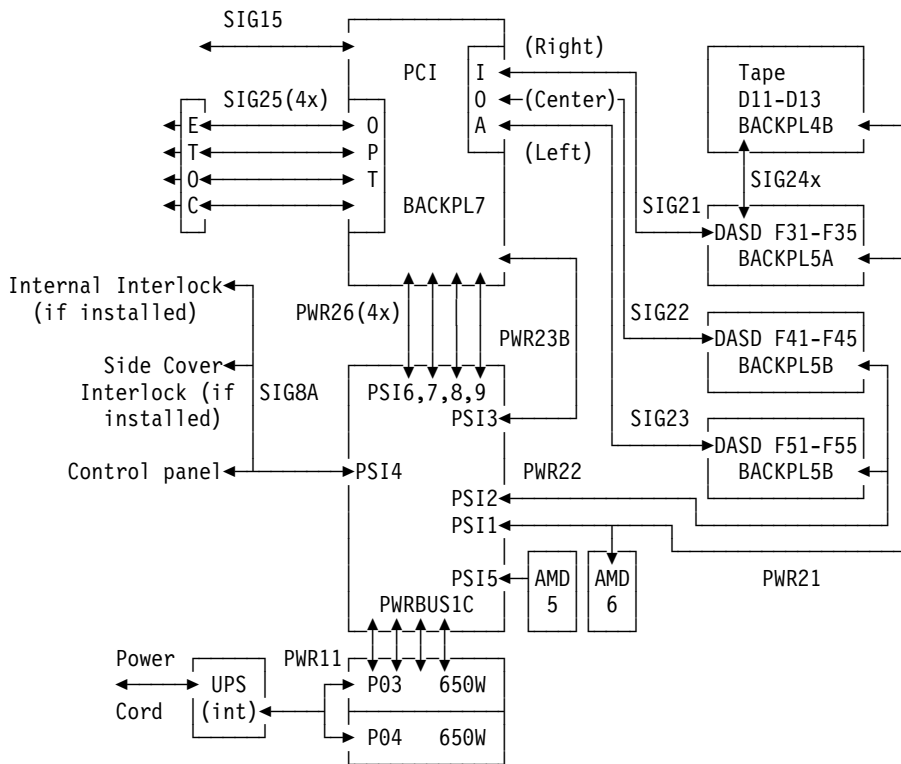 SIG15
(Right)
PCI
I
Tape
SIG25(4x)
O
(Center)
D11-D13
E
O
A
BACKPL4B
T
P
(Left)
O
T
SIG24x
C
BACKPL7
SIG21
DASD F31-F35
BACKPL5A
Internal Interlock
(if installed)
PWR26(4x)
SIG22
PWR23B
DASD F41-F45
BACKPL5B
Side Cover
Interlock (if
installed)
SIG8A
PSI6,7,8,9
PSI3
SIG23
DASD F51-F55
BACKPL5B
Control panel
PSI4
PWR22
PSI2
PSI1
PSI5
AMD
5
AMD
6
PWR21
PWRBUS1C
Power
Cord
UPS
(int)
PWR11
P03 650W
P04 650W